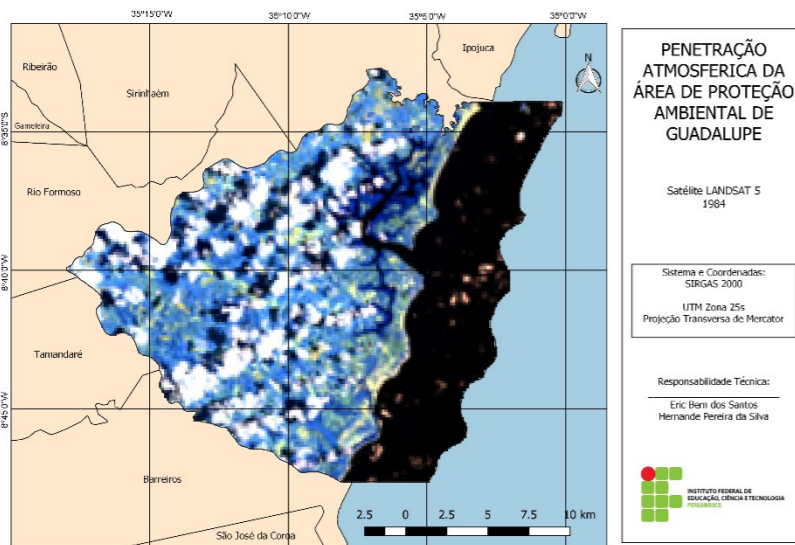 35°15'0"W
35°10'0"W
35°5'0"W
35°0'0"W
Ipojuca
N
Ribeirão
Sirinhaém
Gameleira
8°35'0"S
Rio Formoso
8°40'0"W
Tamandaré
8°45'0"W
Barreiros
São José da Coroa
2.5 0 2.5 5 7.5 10 km
PENETRAÇÃO
ATMOSFERICA DA
ÁREA DE PROTEÇÃO
AMBIENTAL DE
GUADALUPE
Satélite LANDSAT 5
1984
Sistema e Coordenadas:
SIRGAS 2000
UTM Zona 25s
Projeção Transversa de Mercator
Responsabilidade Técnica:
Eric Bem dos Santos
Hernande Pereira da Silva
INSTITUTO FEDERAL DE
EDUCAÇÃO, CIÊNCIA E TECNOLOGIA
PERNAMBUCO